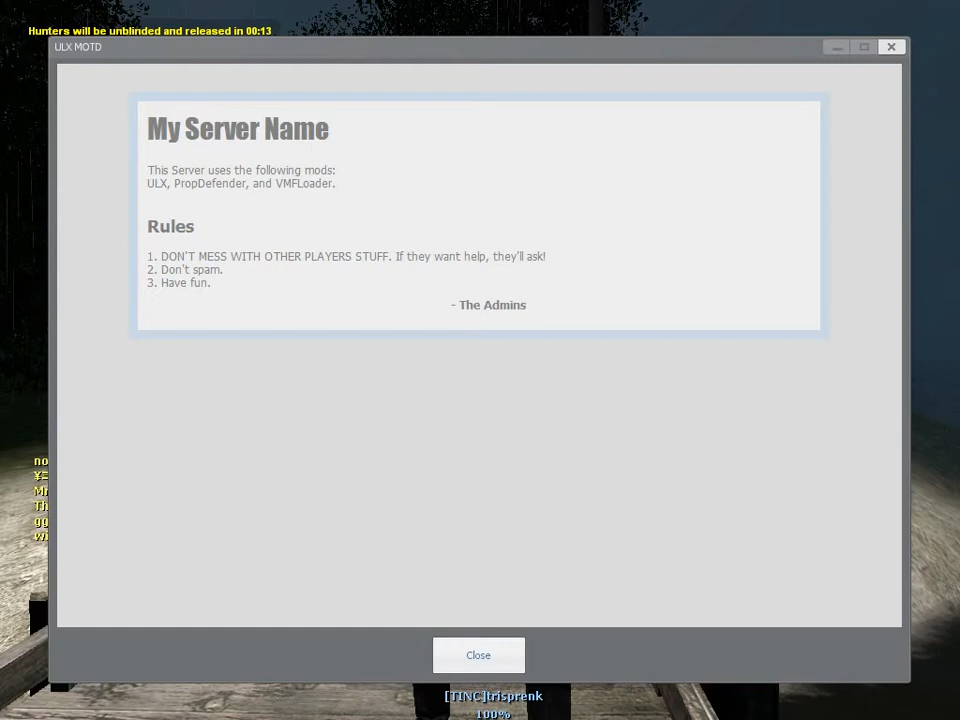 Hunters will be unblinded and released in 00:13
ULX MOTD
My Server Name
This Server uses the following mods:
ULX, PropDefender, and VMFLoader.
Rules
1. DON'T MESS WITH OTHER PLAYERS STUFF. If they want help, they'll ask!
2. Don't spam.
3. Have fun.
- The Admins
Close
[TINC]trisprenk
100%